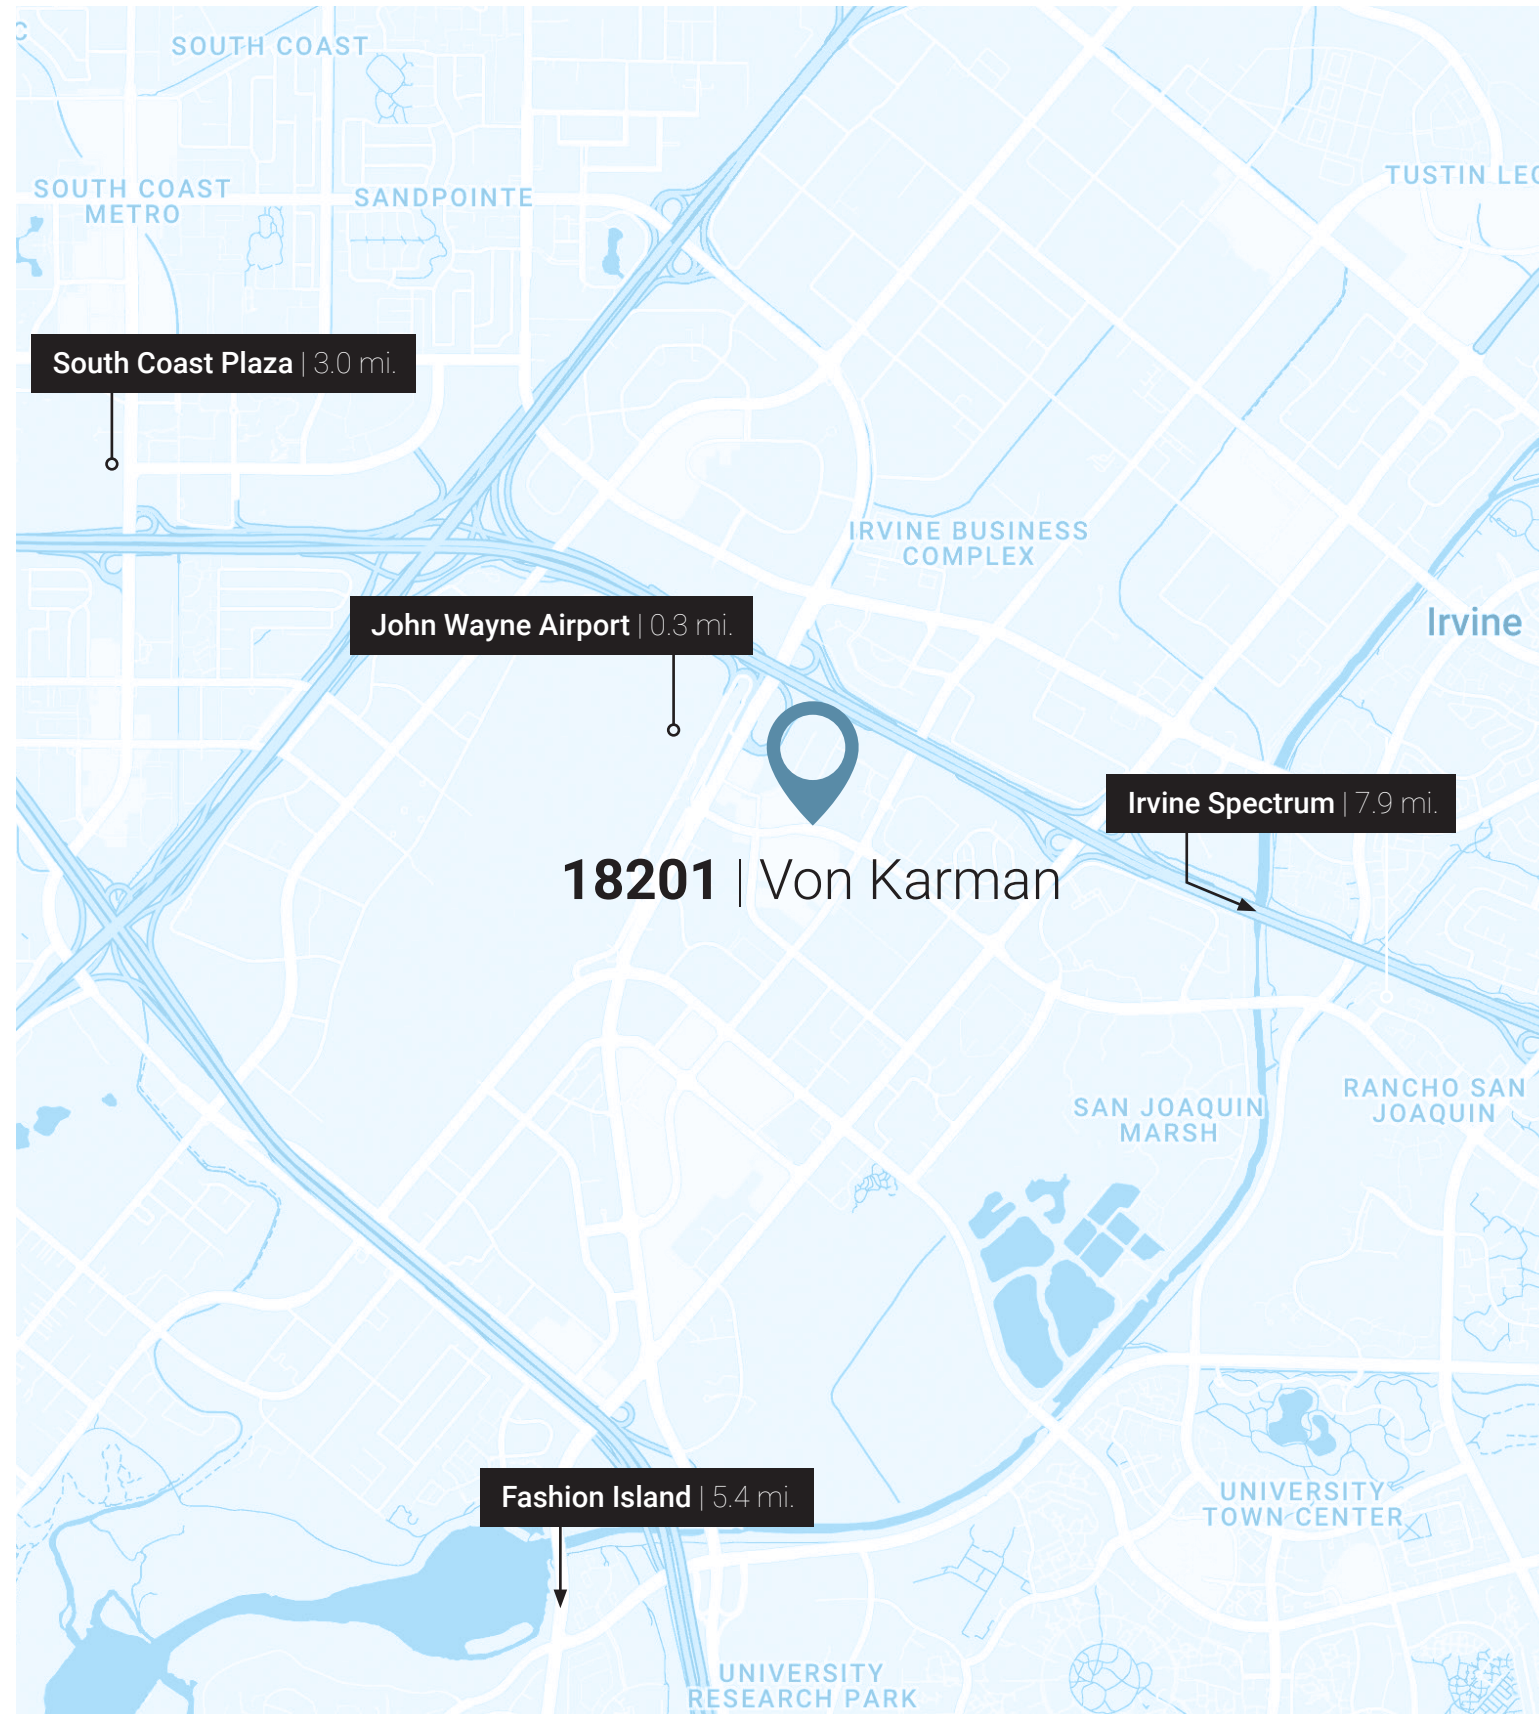 C
SOUTH COAST
SOUTH COAST
METRO
SANDPOINTE
TUSTIN LEG
South Coast Plaza | 3.0 mi.
IRVINE BUSINESS
COMPLEX
John Wayne Airport | 0.3 mi.
Irvine
Irvine Spectrum | 7.9 mi.
18201 | Von Karman
SAN JOAQUIN
MARSH
RANCHO SAN
JOAQUIN
Fashion Island | 5.4 mi.
UNIVERSITY
TOWN CENTER
UNIVERSITY
RESEARCH PARK